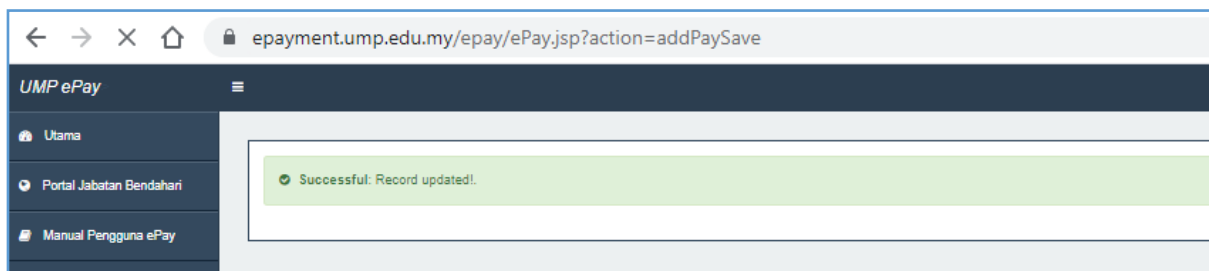 epayment.ump.edu.my/epay/ePay.jsp?action=addPaySave
UMP ePay
Utama
Successful: Record updated!.
Portal Jabatan Bendahari
Manual Pengguna ePay